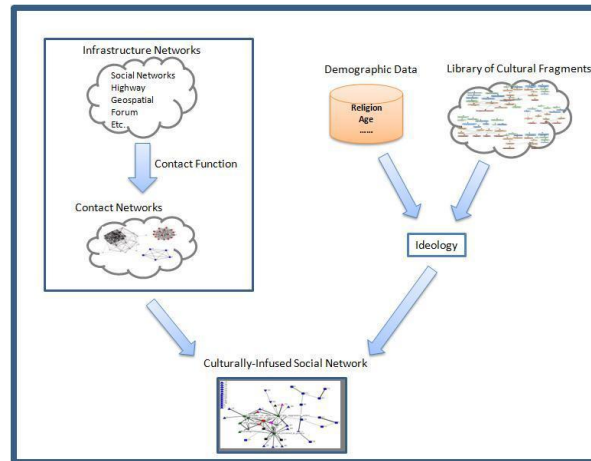 Infrastructure Networks
Social Networks
Highway
Geospatial
Forum
Etc..
Contact Function
Contact Networks
Demographic Data
Religion
Age
......
Library of Cultural Fragments
Ideology
Culturally-Infused Social Network